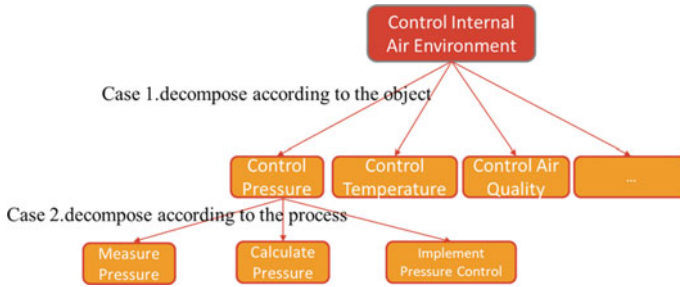 Control Internal
Air Environment
Case 1.decompose according to the object
Control
Pressure
Control
Temperature
Control Air
Quality
...
Case 2.decompose according to the process
Measure
Pressure
Calculate
Pressure
Implement
Pressure Control